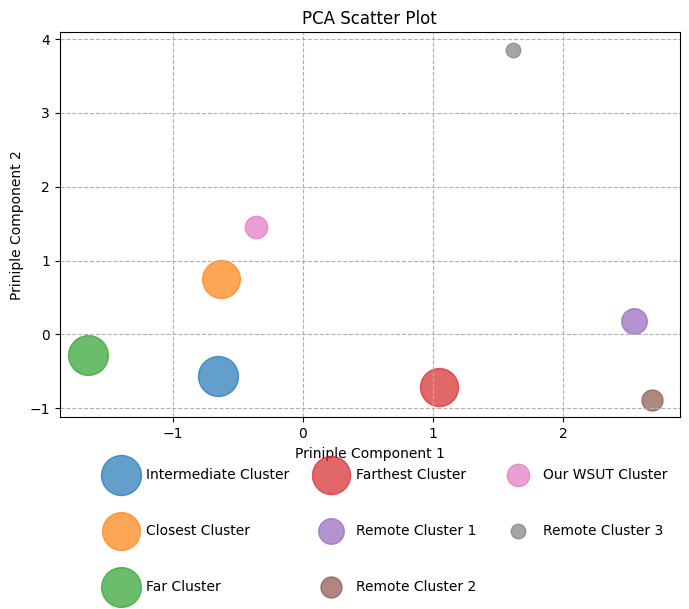 PCA Scatter Plot
4
3
2
1
0
−1
Priniple Component 2
−1 0 1 2
Priniple Component 1
Intermediate Cluster Farthest Cluster Our WSUT Cluster
Closest Cluster Remote Cluster 1 Remote Cluster 3
Far Cluster Remote Cluster 2